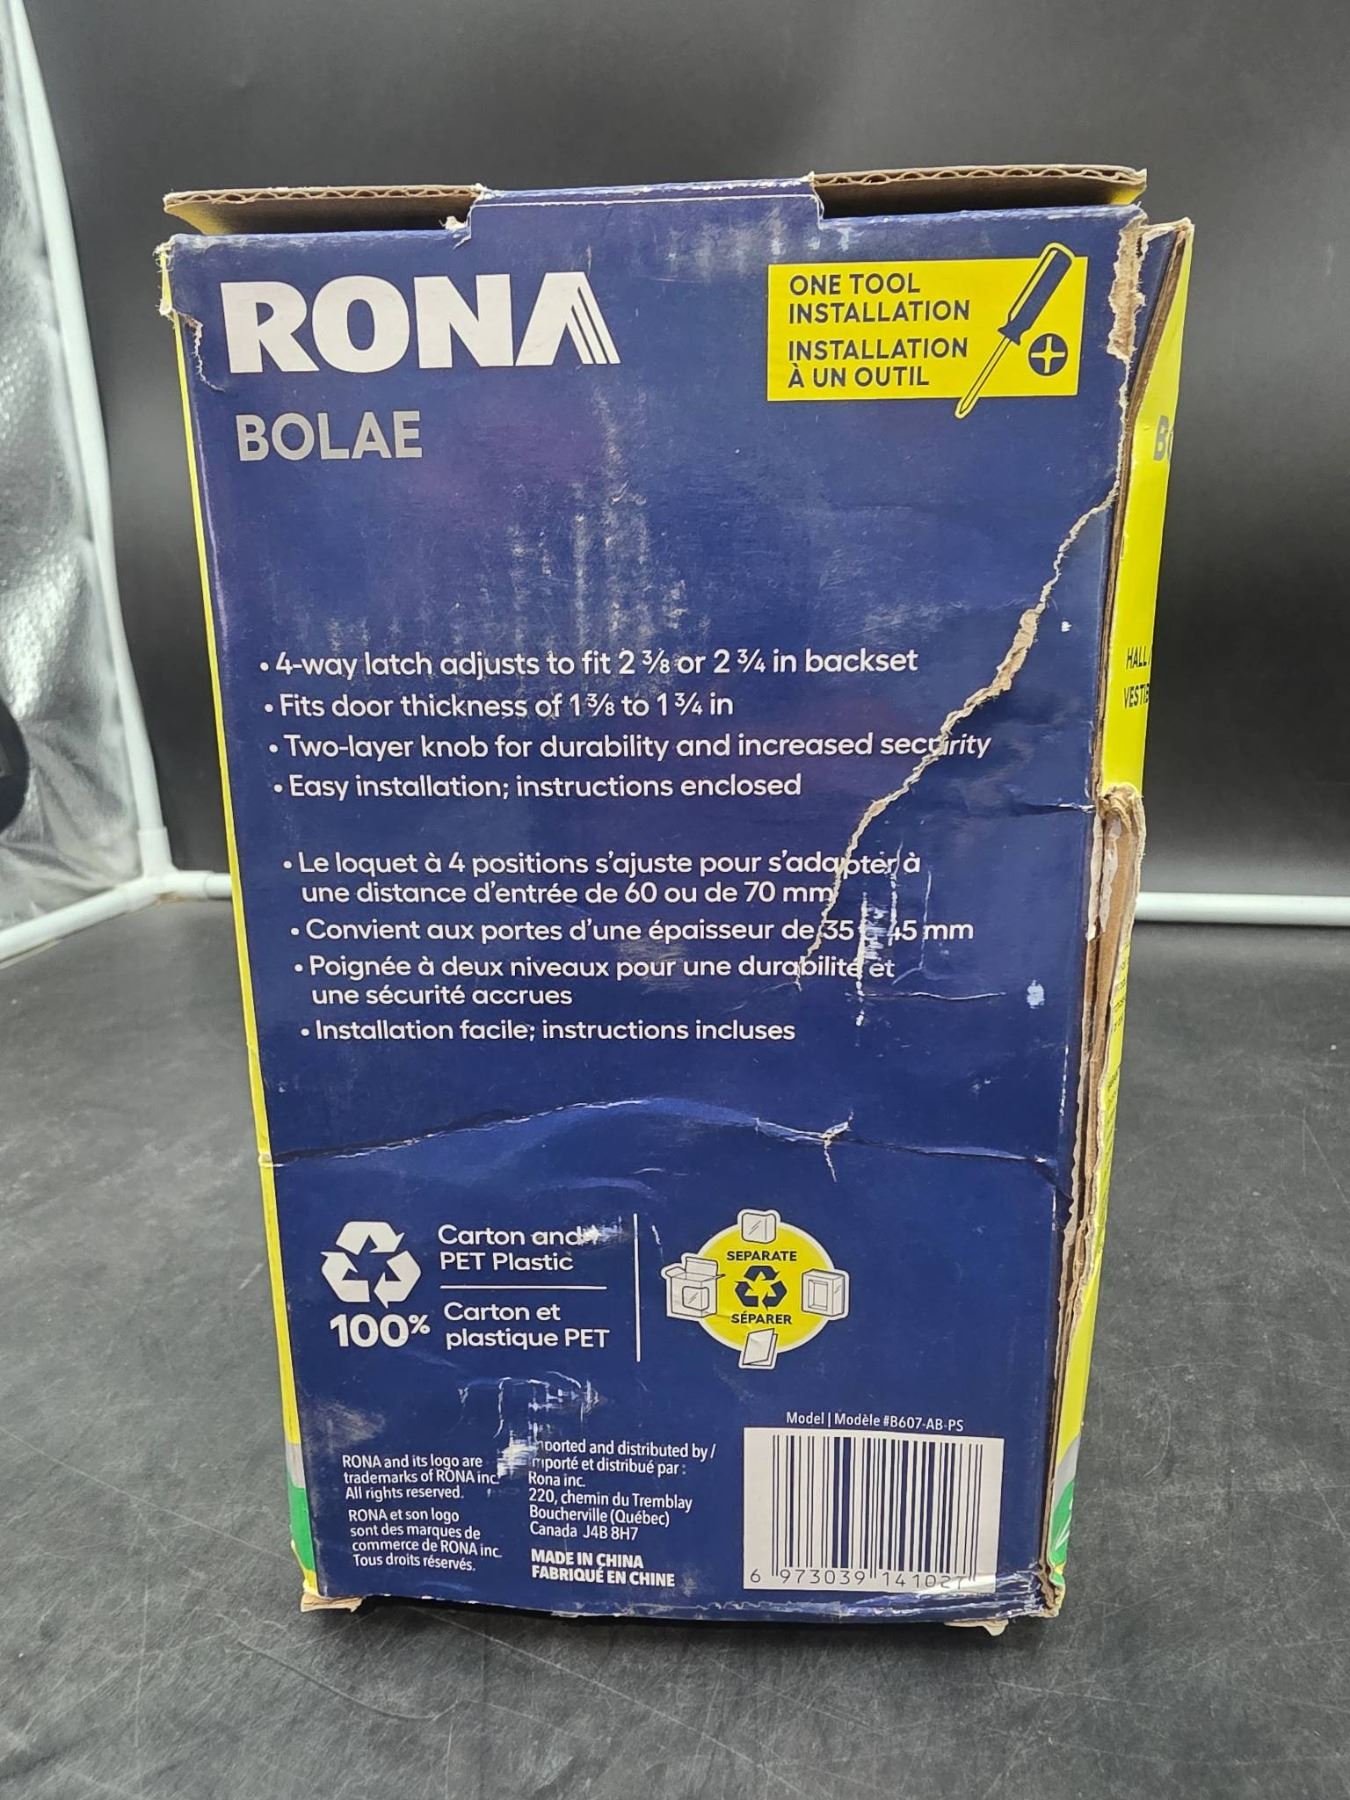 RONA
BOLAE
ONE TOOL
INSTALLATION
INSTALLATION
À UN OUTIL
• 4-way latch adjusts to fit 2 3/8 or 2 3/4 in backset
• Fits door thickness of 1 3/8 to 1 3/4 in
• Two-layer knob for durability and increased security
• Easy installation; instructions enclosed
• Le loquet à 4 positions s'ajuste pour s'adapter à
une distance d'entrée de 60 ou de 70 mm
• Convient aux portes d'une épaisseur de 35 45 mm
• Poignée à deux niveaux pour une durabilité et
une sécurité accrues
• Installation facile; instructions incluses
HALL
Carton and
PET Plastic
100%
Carton et
plastique PET
SEPARATE
SÉPARER
RONA and its logo are
trademarks of RONA inc.
All rights reserved.
RONA et son logo
sont des marques de
commerce de RONA inc.
Tous droits réservés.
and distributed by /
et distribué par :
Rona inc.
220, chemin du Tremblay
Boucherville (Québec)
Canada J4B 8H7
MADE IN CHINA
FABRIQUÉ EN CHINE
Model | Modèle #B607-AB-PS
6 973039 141027